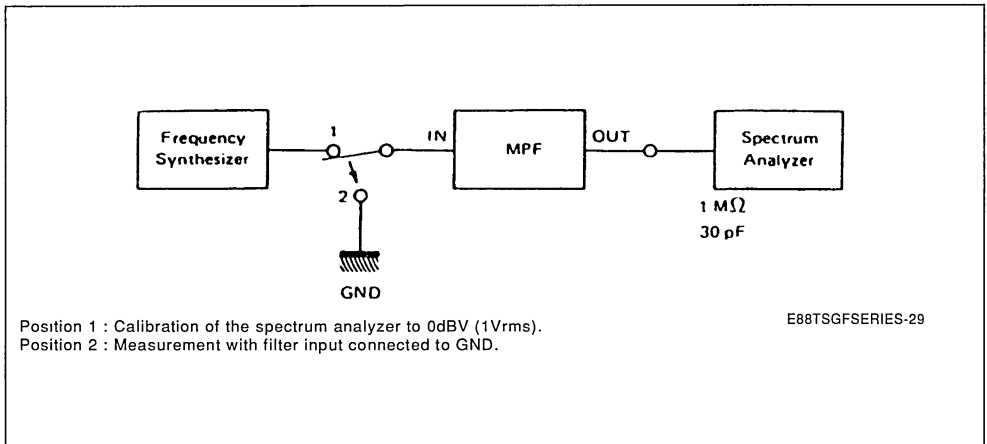 Frequency
Synthesizer
1
2
GND
IN
MPF
OUT
Spectrum
Analyzer
1 MΩ
30 pF
Position 1 : Calibration of the spectrum analyzer to 0dBV (1Vrms).
Position 2 : Measurement with filter input connected to GND.
E88TSGFSERIES-29